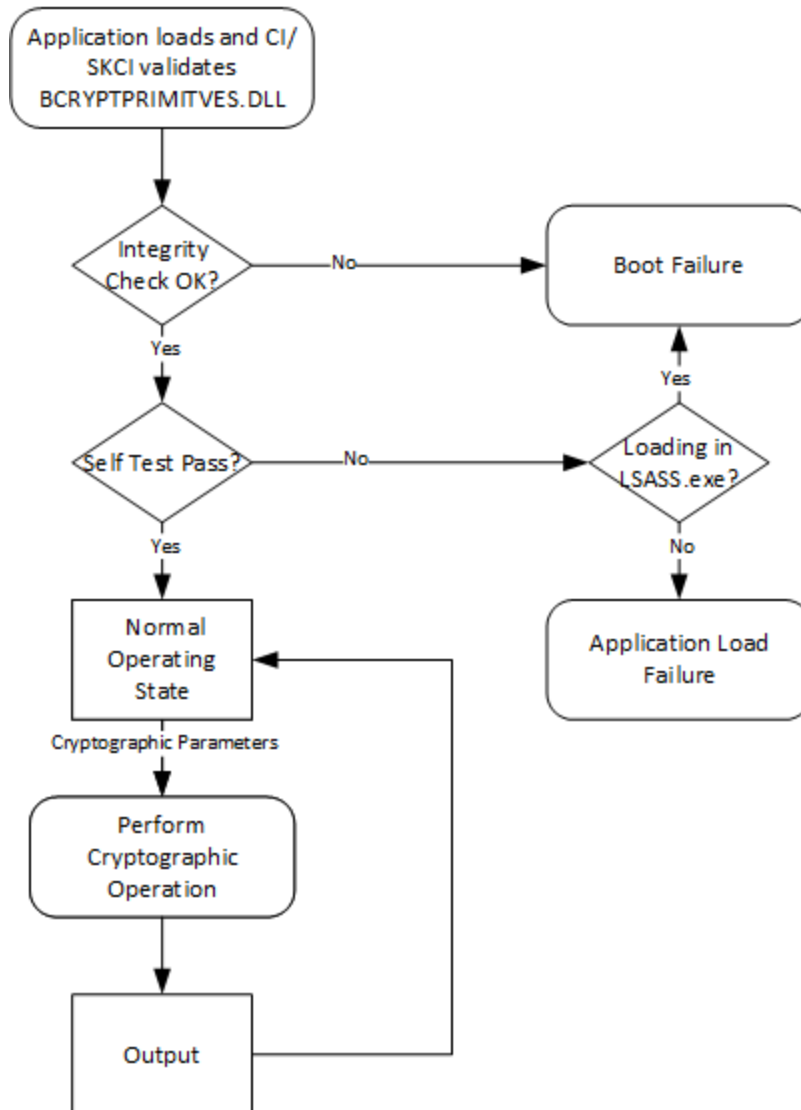 Application loads and CI/
SKCI validates
BCRYPTPRIMITVES.DLL
Integrity
Check OK?
No
Boot Failure
Yes
Yes
Self Test Pass?
No
Loading in
LSASS.exe?
Yes
No
Normal
Operating
State
Application Load
Failure
Cryptographic Parameters
Perform
Cryptographic
Operation
Output